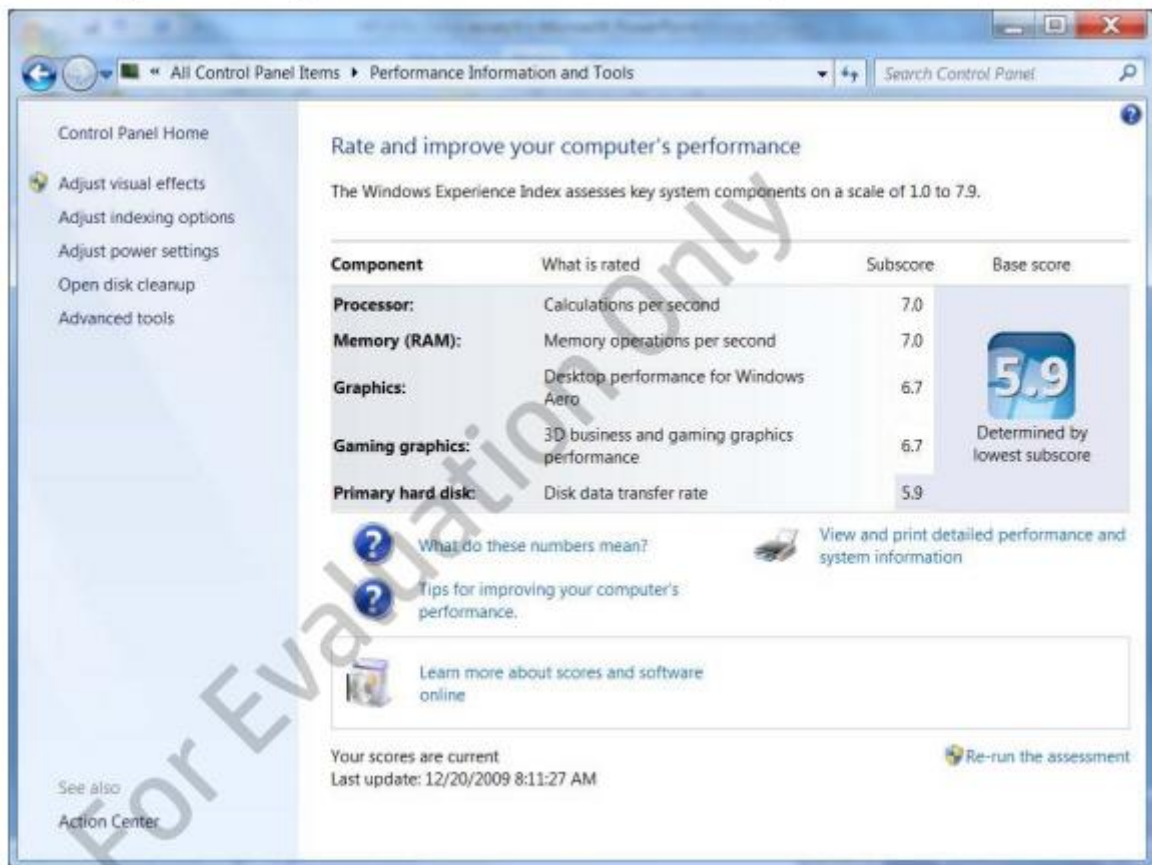 « All Control Panel Items ▸ Performance Information and Tools
Search Control Panel
Control Panel Home
Adjust visual effects
Adjust indexing options
Adjust power settings
Open disk cleanup
Advanced tools
See also
Action Center
Rate and improve your computer's performance
The Windows Experience Index assesses key system components on a scale of 1.0 to 7.9.
Component What is rated Subscore Base score
Processor: Calculations per second 7.0
Memory (RAM): Memory operations per second 7.0
Graphics: Desktop performance for Windows
Aero 6.7
Gaming graphics: 3D business and gaming graphics
performance 6.7
Primary hard disk: Disk data transfer rate 5.9
5.9
Determined by
lowest subscore
What do these numbers mean?
View and print detailed performance and
system information
Tips for improving your computer's
performance.
Learn more about scores and software
online
Your scores are current
Last update: 12/20/2009 8:11:27 AM
Re-run the assessment
For Evaluation Only